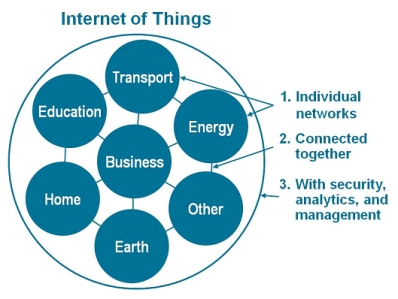 Internet of Things
Transport
Education
Energy
Business
Home
Other
Earth
1. Individual
networks
2. Connected
together
3. With security,
analytics, and
management